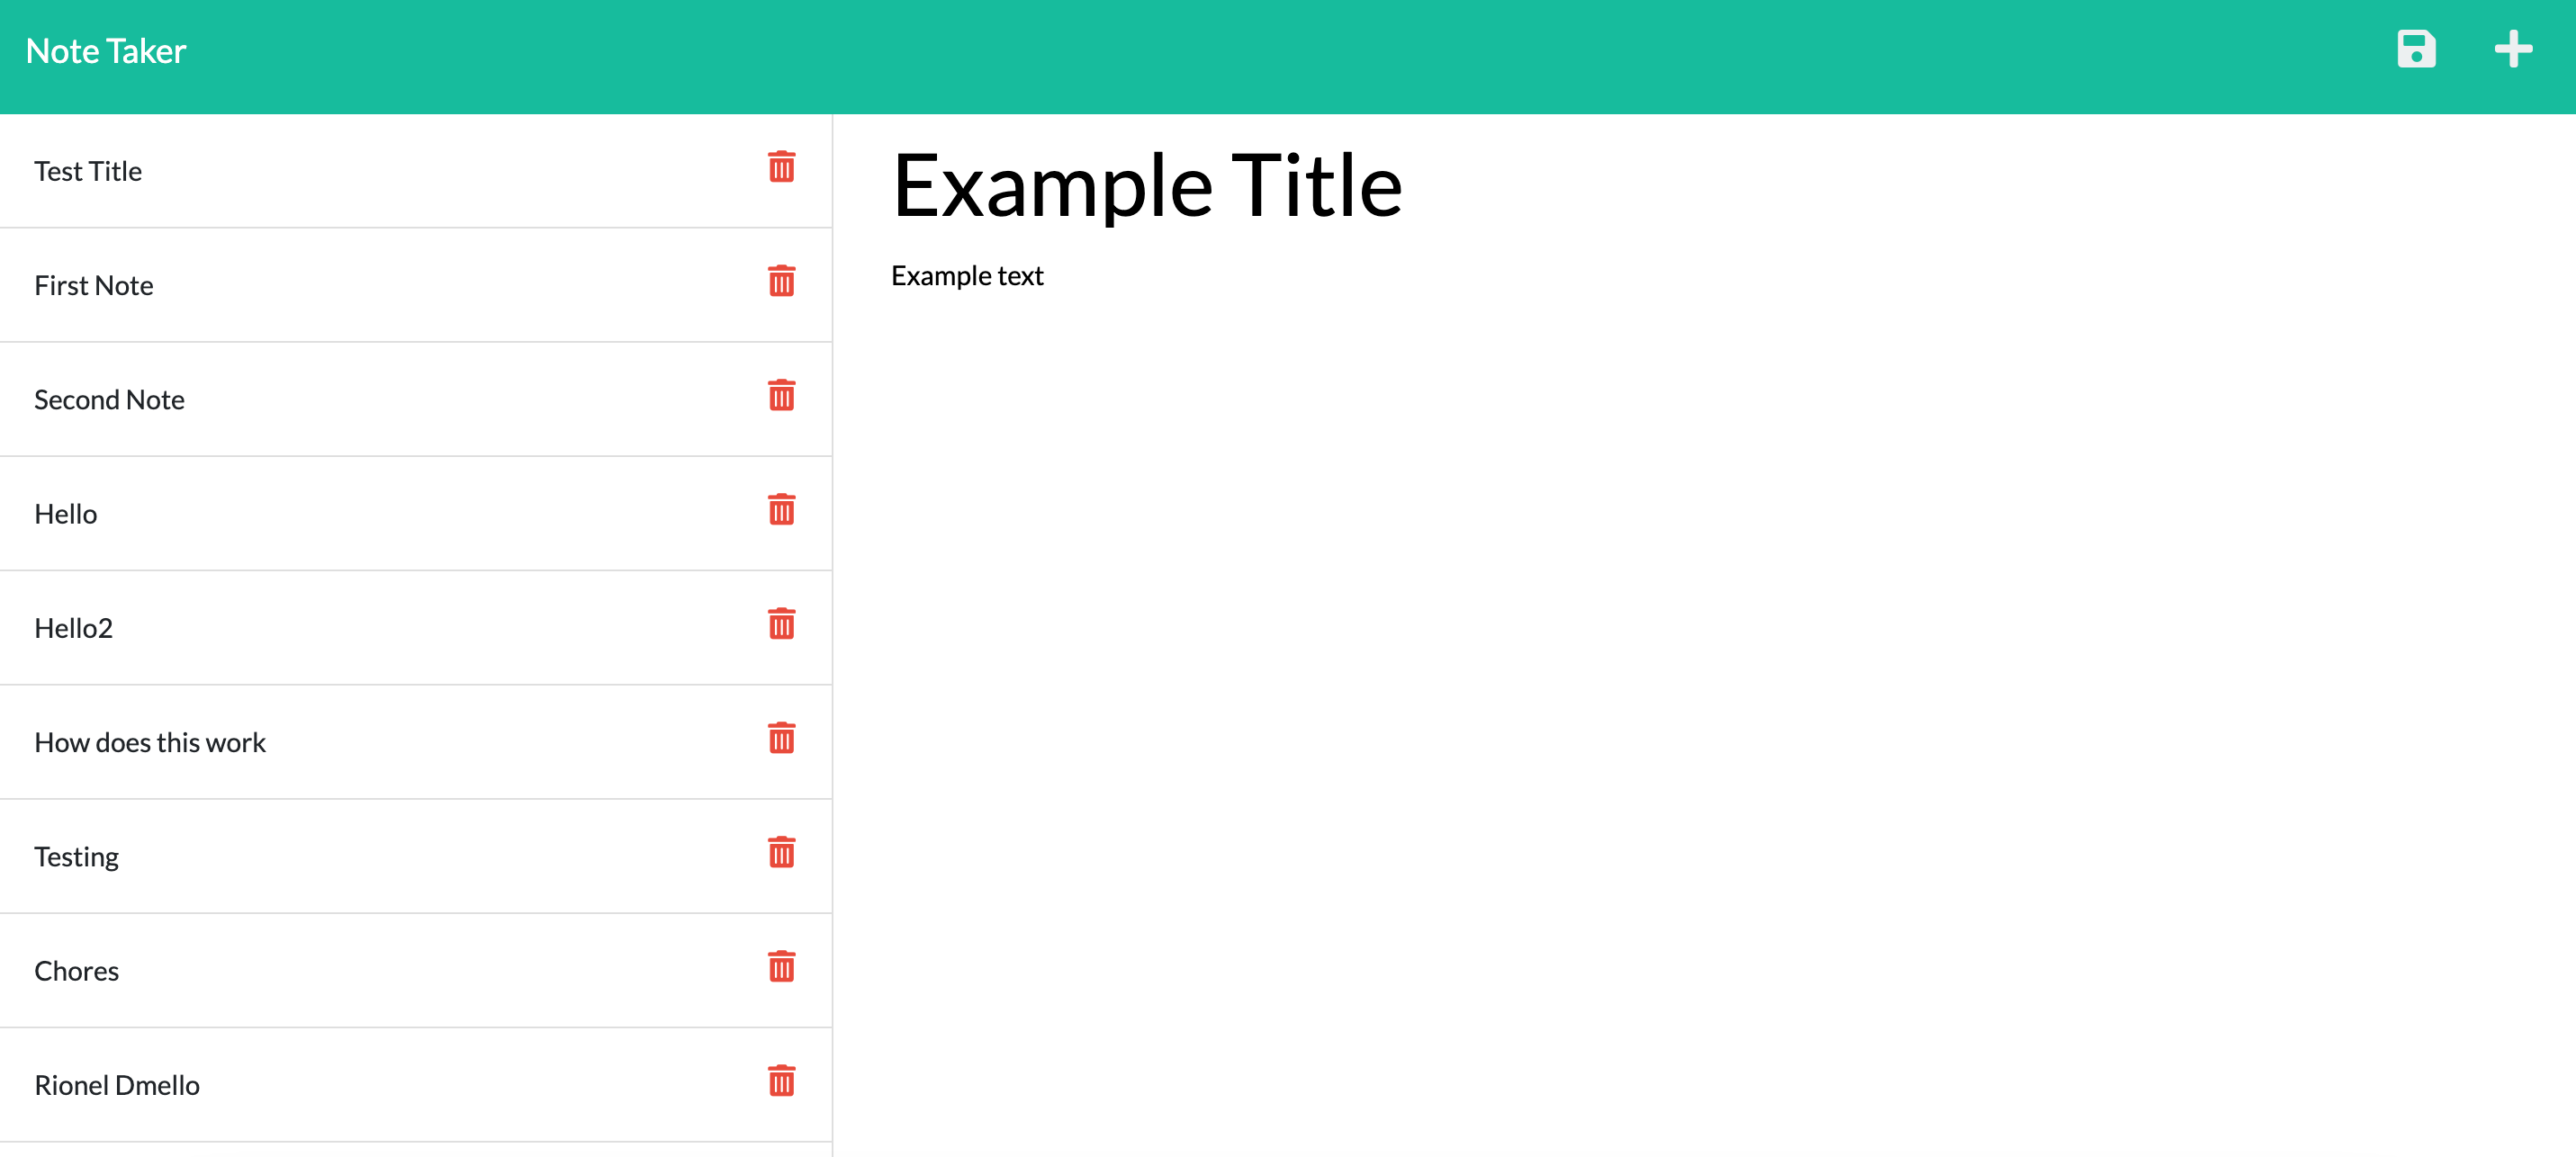 Note Taker
Test Title
First Note
Second Note
Hello
Hello2
How does this work
Testing
Chores
Rionel Dmello
Example Title
Example text